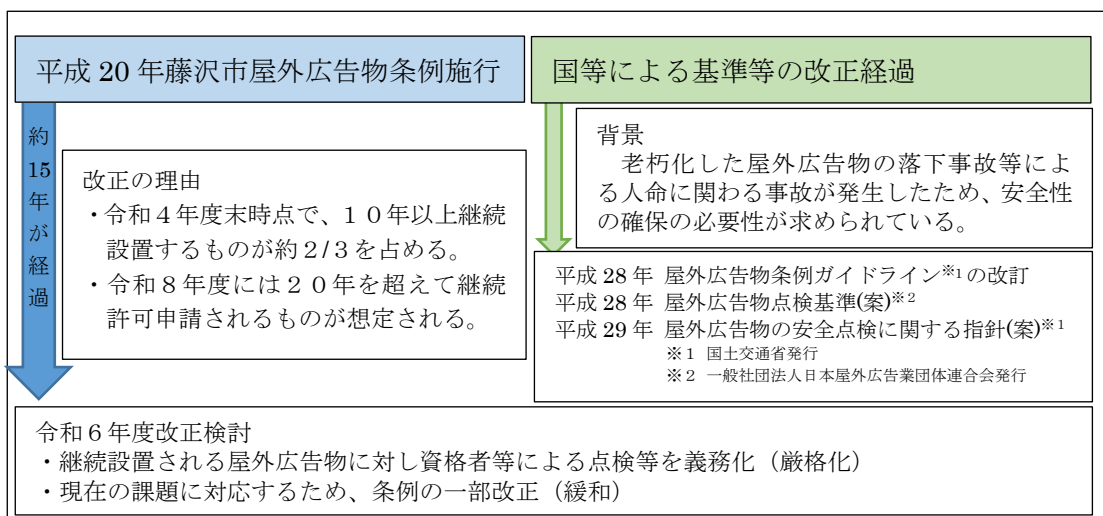 平成 20 年藤沢市屋外広告物条例施行
約15年が経過
改正の理由
・令和４年度末時点で、１０年以上継続
設置するものが約２/３を占める。
・令和８年度には２０年を超えて継続
許可申請されるものが想定される。
国等による基準等の改正経過
背景
老朽化した屋外広告物の落下事故等によ
る人命に関わる事故が発生したため、安全性
の確保の必要性が求められている。
平成 28 年 屋外広告物条例ガイドライン※1の改訂
平成 28 年 屋外広告物点検基準(案)※2
平成 29 年 屋外広告物の安全点検に関する指針(案)※1
※１ 国土交通省発行
※２ 一般社団法人日本屋外広告業団体連合会発行
令和６年度改正検討
・継続設置される屋外広告物に対し資格者等による点検等を義務化（厳格化）
・現在の課題に対応するため、条例の一部改正（緩和）